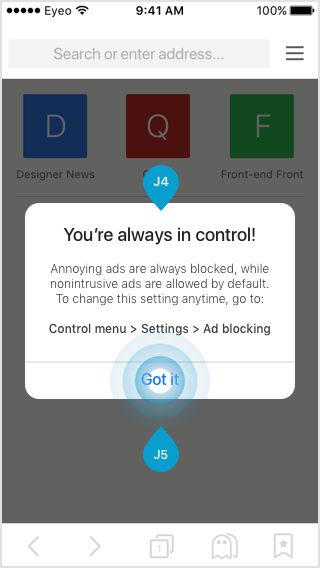 Eyeo 9:41 AM 100%
Search or enter address...
D Q F
Designer News Front-end Front
J4
You're always in control!
Annoying ads are always blocked, while
nonintrusive ads are allowed by default.
To change this setting anytime, go to:
Control menu > Settings > Ad blocking
Got it
J5
1